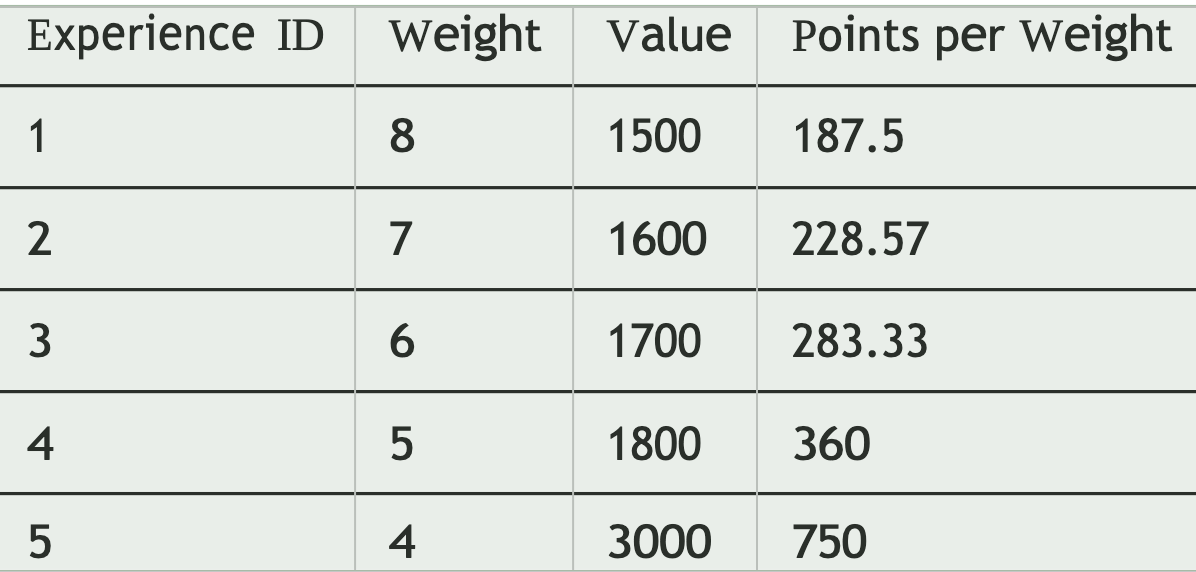 Experience ID Weight Value Points per Weight
1 8 1500 187.5
2 7 1600 228.57
3 6 1700 283.33
4 5 1800 360
5 4 3000 750